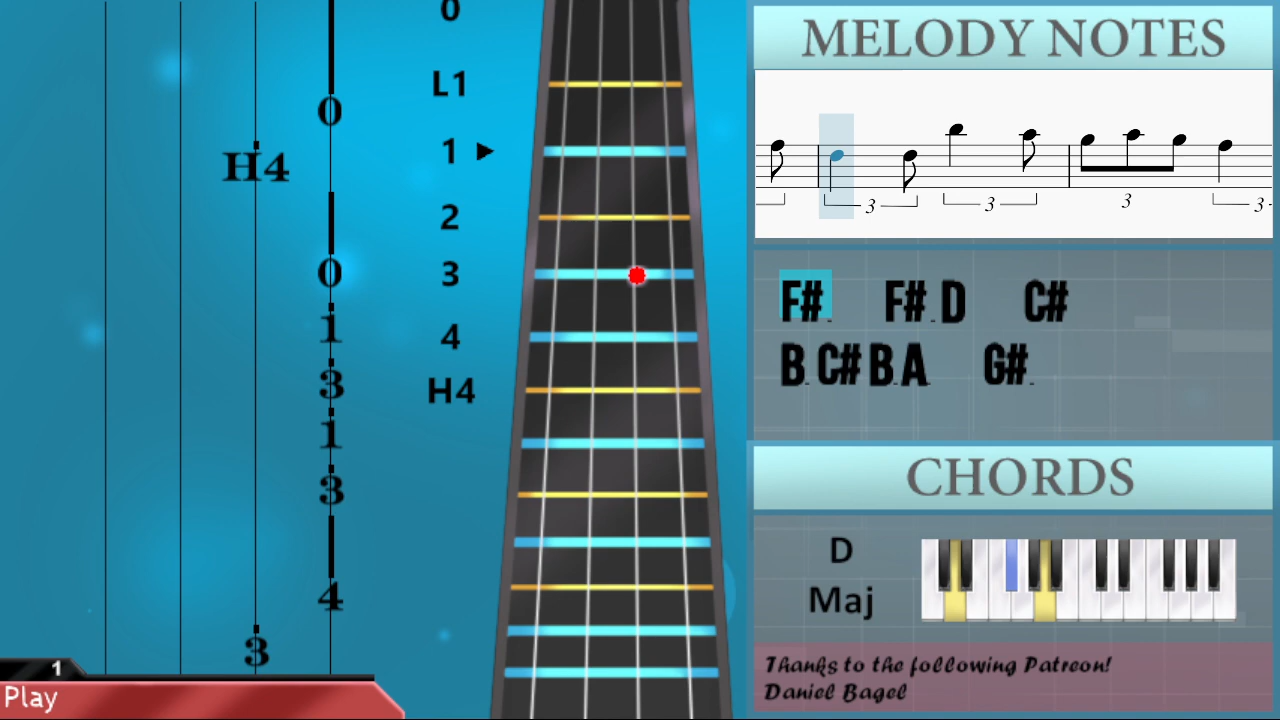 0
0
H4
0
1
3
1
3
4
3
1
Play
L1
1
2
3
4
H4
MELODY NOTES
3
3
3
3
F# F# D C#
B C# B A G#
CHORDS
D
Maj
Thanks to the following Patreon!
Daniel Bagel